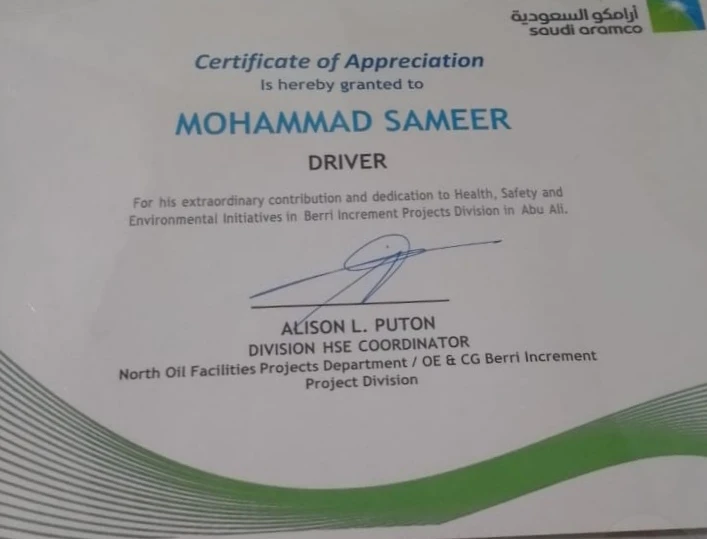 أرامكو السعودية
saudi aramco
Certificate of Appreciation
Is hereby granted to
MOHAMMAD SAMEER
DRIVER
For his extraordinary contribution and dedication to Health, Safety and
Environmental Initiatives in Berri Increment Projects Division in Abu Ali.
ALISON L. PUTON
DIVISION HSE COORDINATOR
North Oil Facilities Projects Department / OE & CG Berri Increment
Project Division